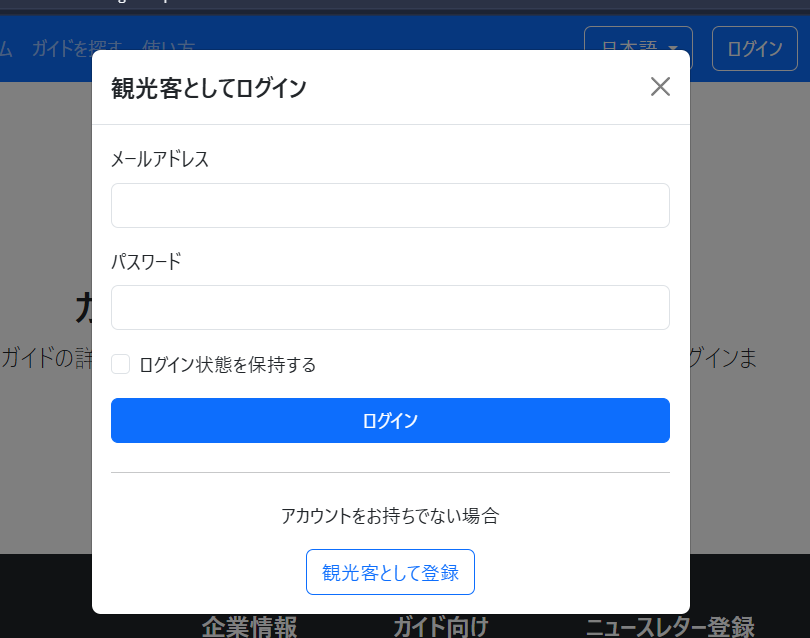 ム ガイドを探す 使い方 日本語 ログイン
観光客としてログイン
メールアドレス
パスワード
ガイドの詳
グインま
ログイン状態を保持する
ログイン
アカウントをお持ちでない場合
観光客として登録
企業情報 ガイド向け ニュースレター登録